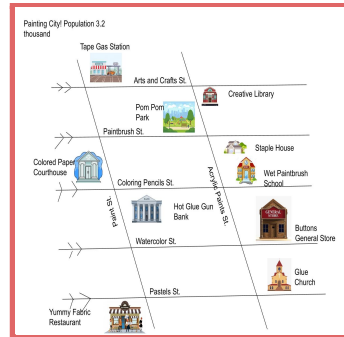 Painting City! Population 3.2
thousand
Tape Gas Station
Arts and Crafts St.
Creative Library
Pom Pom
Park
Paintbrush St.
Staple House
Colored Paper
Courthouse
Wet Paintbrush
School
Coloring Pencils St.
Paint St.
Acrylic Paints St.
Hot Glue Gun
Bank
GENERAL
STORE
Buttons
General Store
Watercolor St.
Glue
Church
Pastels St.
Yummy Fabric
Restaurant